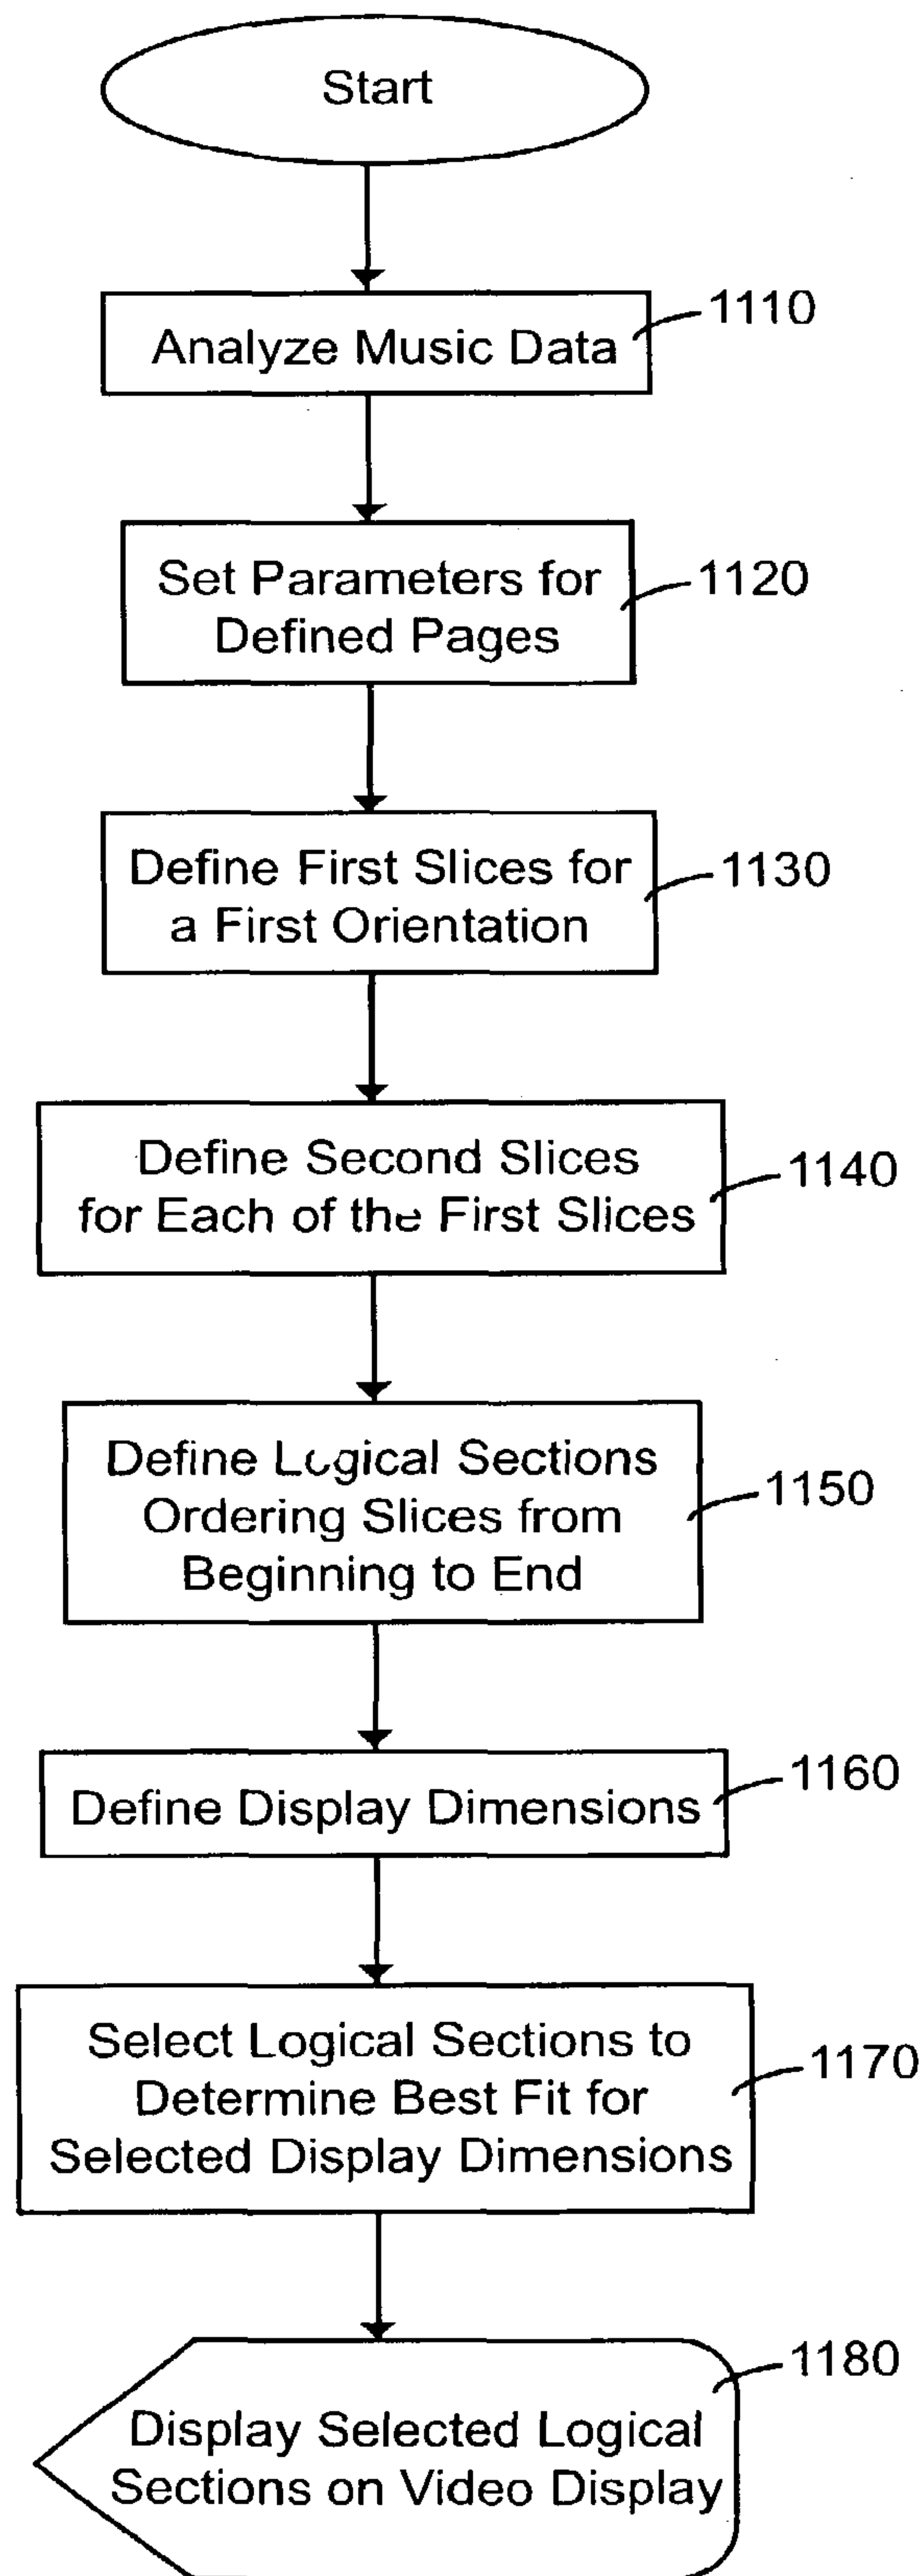 Start
Analyze Music Data
1110
Set Parameters for
Defined Pages
1120
Define First Slices for
a First Orientation
1130
Define Second Slices
for Each of the First Slices
1140
Define Logical Sections
Ordering Slices from
Beginning to End
1150
Define Display Dimensions
1160
Select Logical Sections to
Determine Best Fit for
Selected Display Dimensions
1170
Display Selected Logical
Sections on Video Display
1180